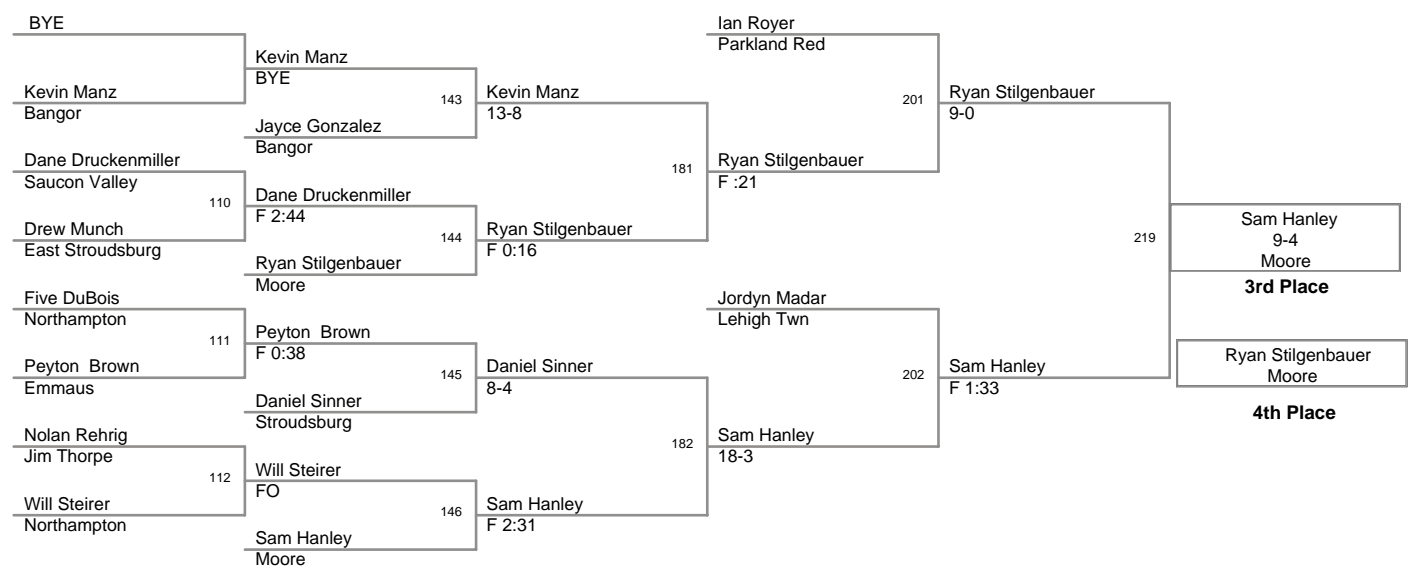 BYE
Kevin Manz
Bangor
Dane Druckenmiller
Saucon Valley
110
Drew Munch
East Stroudsburg
Five DuBois
Northampton
111
Peyton  Brown
Emmaus
Nolan Rehrig
Jim Thorpe
112
Will Steirer
Northampton
Kevin Manz
BYE
143
Jayce Gonzalez
Bangor
Dane Druckenmiller
F 2:44
144
Ryan Stilgenbauer
Moore
Peyton  Brown
F 0:38
145
Daniel Sinner
Stroudsburg
Will Steirer
FO
146
Sam Hanley
Moore
Kevin Manz
13-8
181
Ryan Stilgenbauer
F 0:16
Daniel Sinner
8-4
182
Sam Hanley
F 2:31
Ian Royer
Parkland Red
201
Ryan Stilgenbauer
F :21
Jordyn Madar
Lehigh Twn
202
Sam Hanley
18-3
Ryan Stilgenbauer
9-0
219
Sam Hanley
F 1:33
Sam Hanley
9-4
Moore
3rd Place
Ryan Stilgenbauer
Moore
4th Place